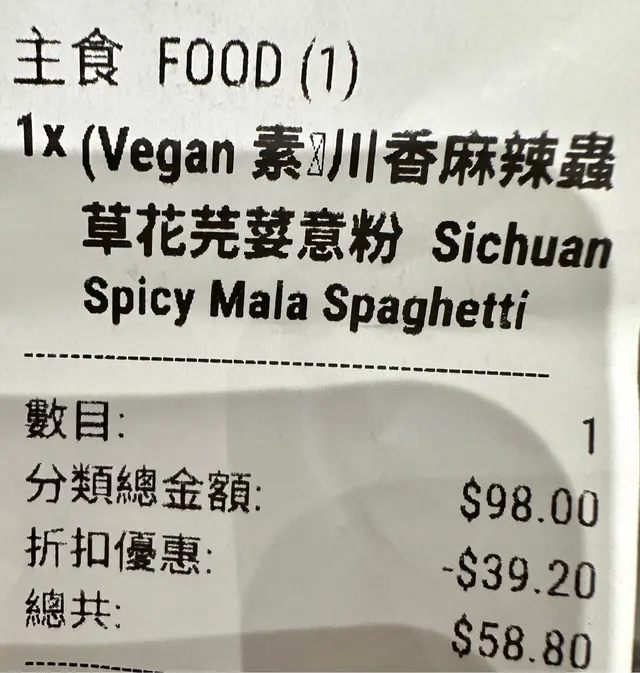 主食 FOOD (1)
1x (Vegan 素川香麻辣蟲
草花芫荽意粉 Sichuan
Spicy Mala Spaghetti
數目: 1
分類總金額: $98.00
折扣優惠: -$39.20
總共: $58.80